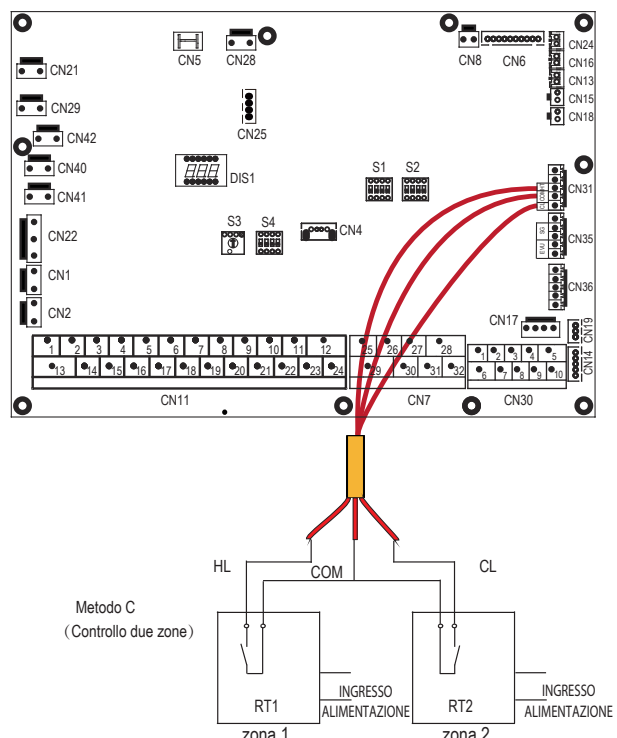 CN5
CN28
CN8
CN6
CN24
CN16
CN13
CN15
CN18
CN21
CN29
CN42
CN40
CN41
CN22
CN1
CN2
CN25
DIS1
S1
S2
S3
S4
CN4
CN31
CN35
SG
EVU
CN36
CN17
CN19
CN14
1 2 3 4 5 6 7 8 9 10 11 12
13 14 15 16 17 18 19 20 21 22 23 24
25 26 27 28
29 30 31 32
1 2 3 4 5
6 7 8 9 10
CN11
CN7
CN30
HL
COM
CL
Metodo C
(Controllo due zone)
RT1
INGRESSO
ALIMENTAZIONE
zona 1
RT2
INGRESSO
ALIMENTAZIONE
zona 2